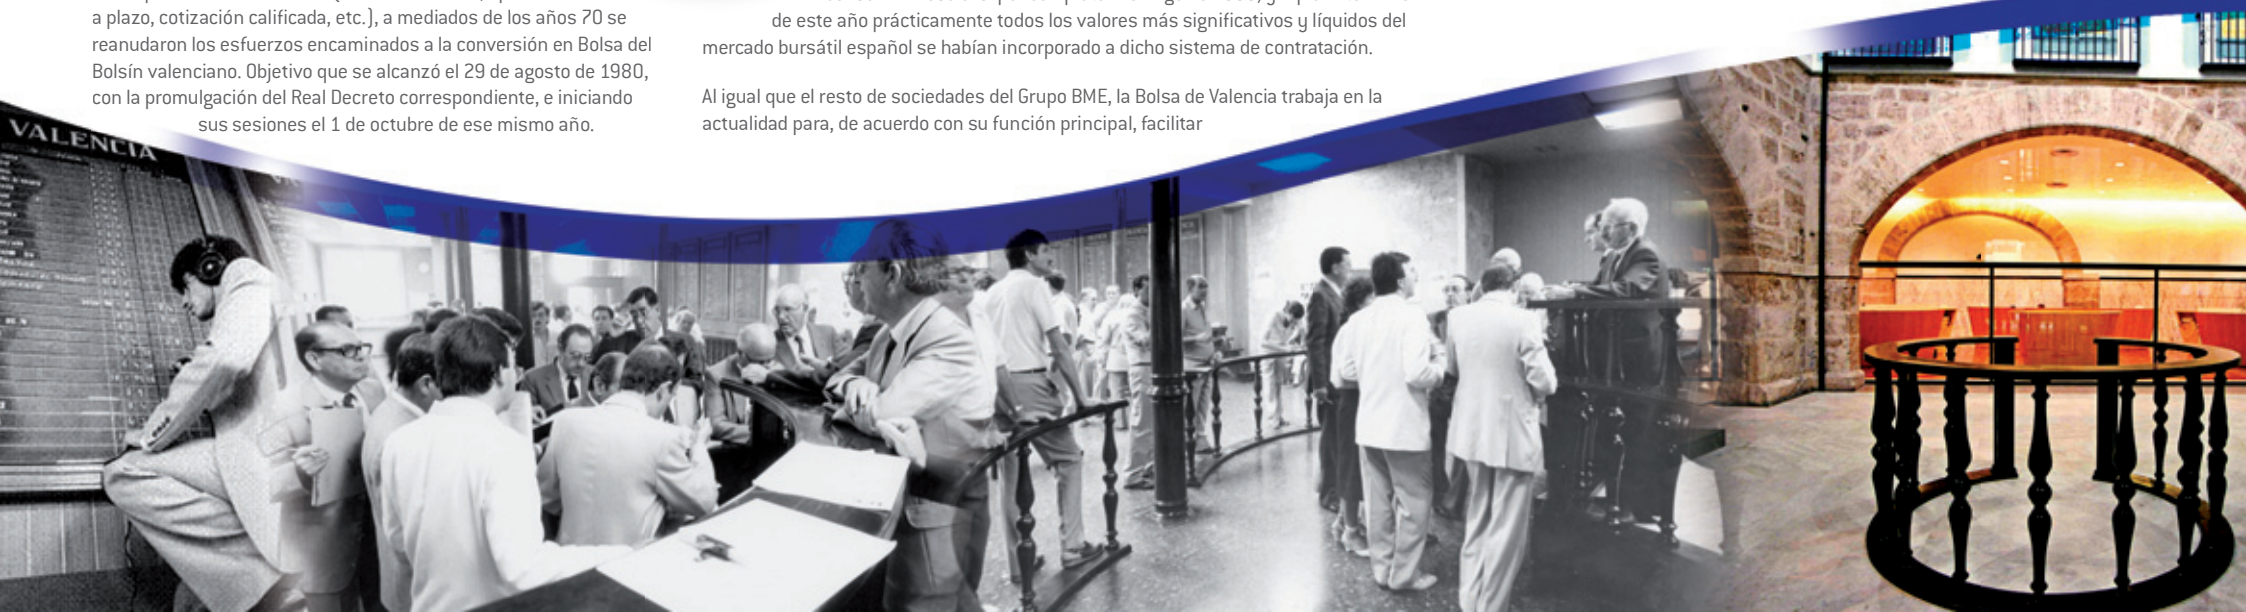 a plazo, cotización calificada, etc.), a mediados de los años 70 se
reanudaron los esfuerzos encaminados a la conversión en Bolsa del
Bolsín valenciano. Objetivo que se alcanzó el 29 de agosto de 1980,
con la promulgación del Real Decreto correspondiente, e iniciando
sus sesiones el 1 de octubre de ese mismo año.
de este año prácticamente todos los valores más significativos y líquidos del
mercado bursátil español se habían incorporado a dicho sistema de contratación.
Al igual que el resto de sociedades del Grupo BME, la Bolsa de Valencia trabaja en la
actualidad para, de acuerdo con su función principal, facilitar
VALENCIA